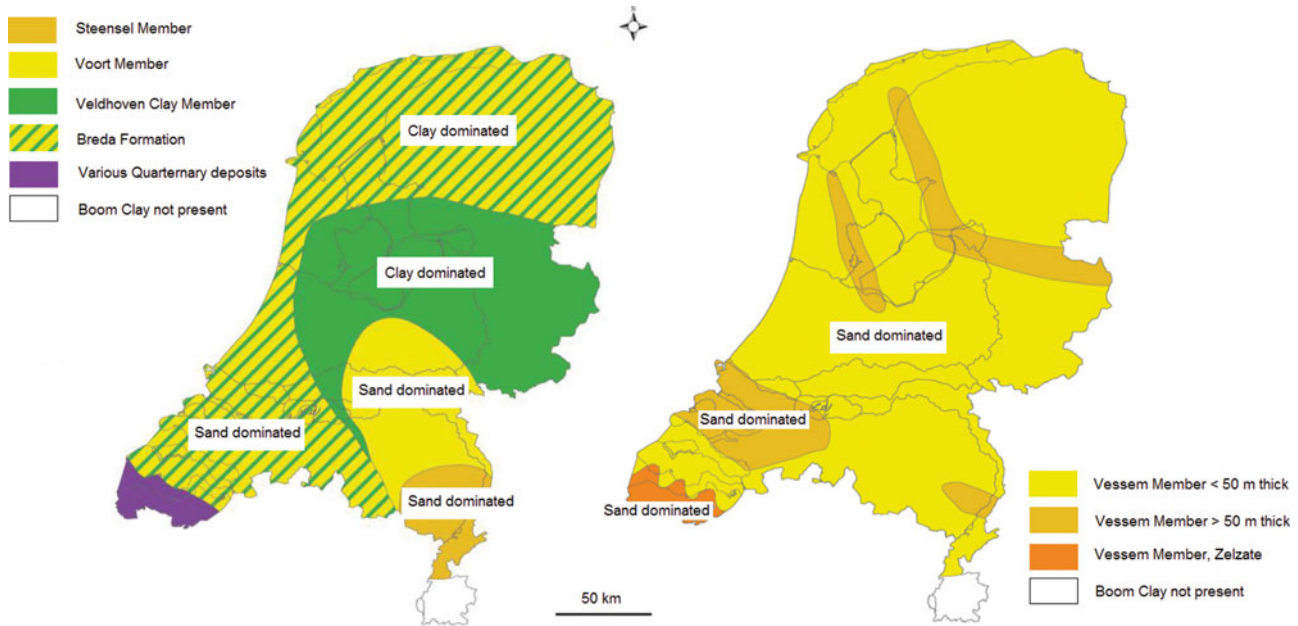 Steensel Member
Voort Member
Veldhoven Clay Member
Breda Formation
Various Quarternary deposits
Boom Clay not present
N
Clay dominated
Clay dominated
Sand dominated
Sand dominated
Sand dominated
50 km
Sand dominated
Sand dominated
Sand dominated
Vessem Member < 50 m thick
Vessem Member > 50 m thick
Vessem Member, Zelzate
Boom Clay not present